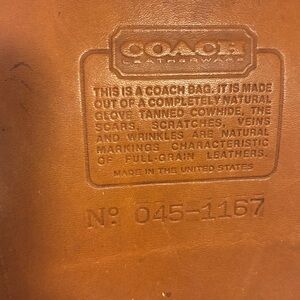 COACH
LEATHERWARE
THIS IS A COACH BAG. IT IS MADE
OUT OF A COMPLETELY NATURAL
GLOVE TANNED COWHIDE, THE
SCARS, SCRATCHES, VEINS
AND WRINKLES ARE NATURAL
MARKINGS CHARACTERISTIC
OF FULL-GRAIN LEATHERS.
MADE IN THE UNITED STATES
Nº 045-1167